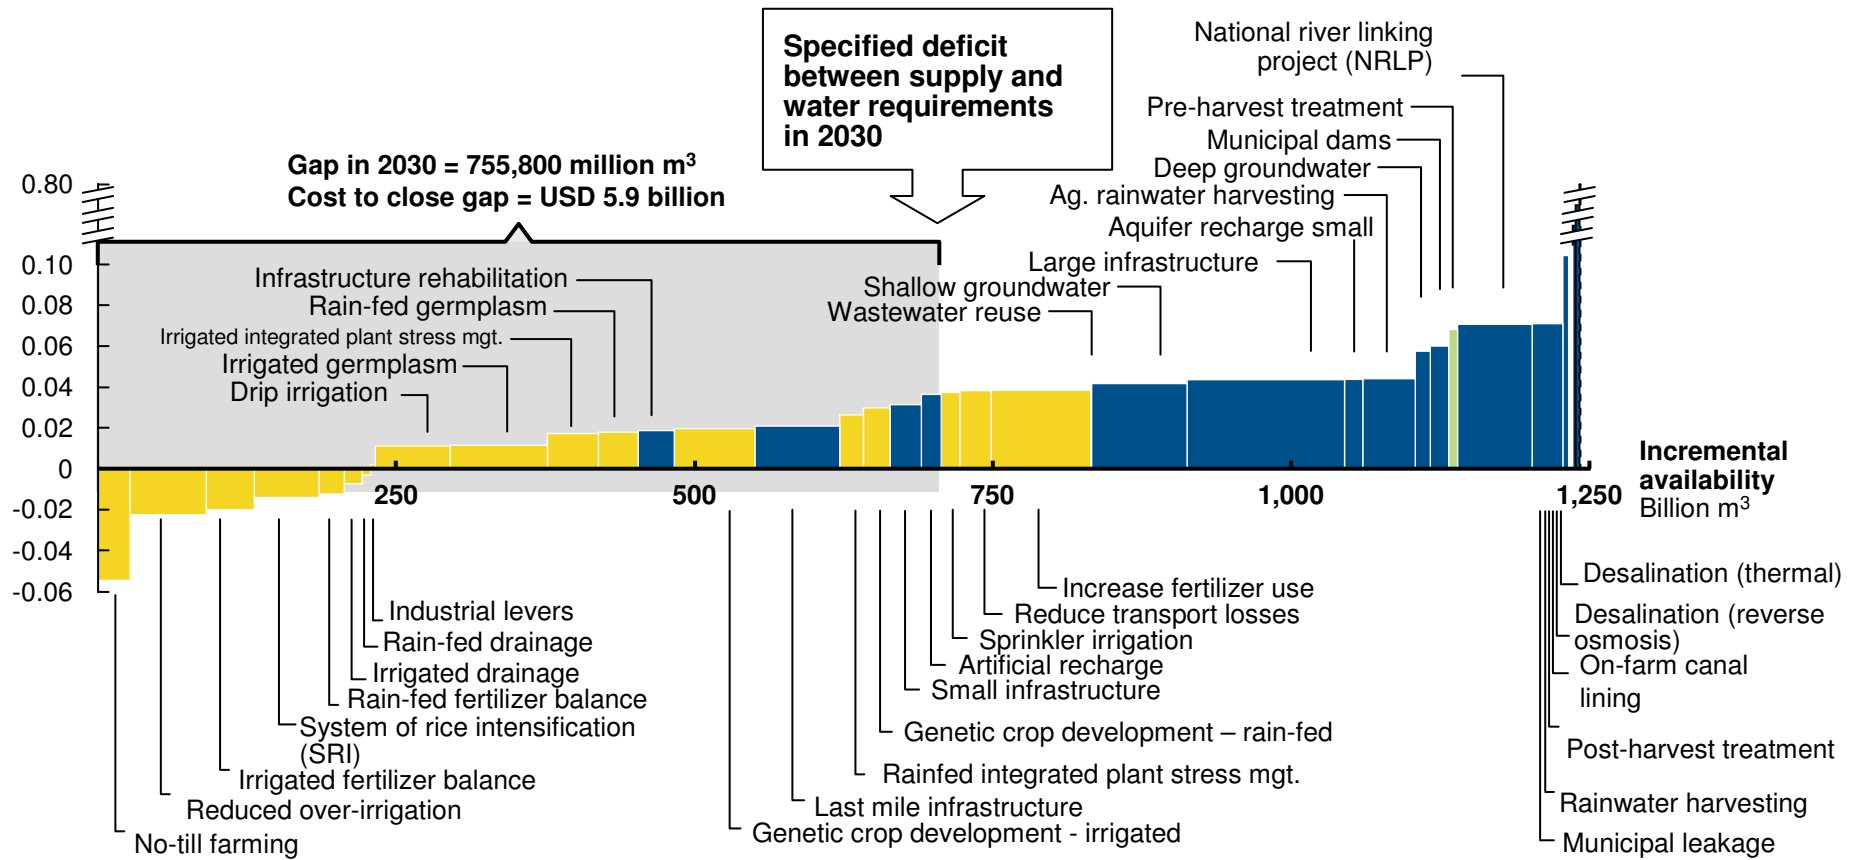 National river linking
project (NRLP)
Specified deficit
between supply and
water requirements
in 2030
Pre-harvest treatment
Municipal dams
Deep groundwater
Gap in 2030 = 755,800 million m³
Cost to close gap = USD 5.9 billion
Ag. rainwater harvesting
Aquifer recharge small
Large infrastructure
Shallow groundwater
Wastewater reuse
0.80
0.10
0.08
0.06
0.04
0.02
0
-0.02
-0.04
-0.06
Infrastructure rehabilitation
Rain-fed germplasm
Irrigated integrated plant stress mgt.
Irrigated germplasm
Drip irrigation
250
500
750
1,000
1,250
Incremental
availability
Billion m³
Industrial levers
Rain-fed drainage
Irrigated drainage
Rain-fed fertilizer balance
System of rice intensification
(SRI)
Irrigated fertilizer balance
Reduced over-irrigation
No-till farming
Increase fertilizer use
Reduce transport losses
Sprinkler irrigation
Artificial recharge
Small infrastructure
Genetic crop development – rain-fed
Rainfed integrated plant stress mgt.
Last mile infrastructure
Genetic crop development - irrigated
Desalination (thermal)
Desalination (reverse
osmosis)
On-farm canal
lining
Post-harvest treatment
Rainwater harvesting
Municipal leakage